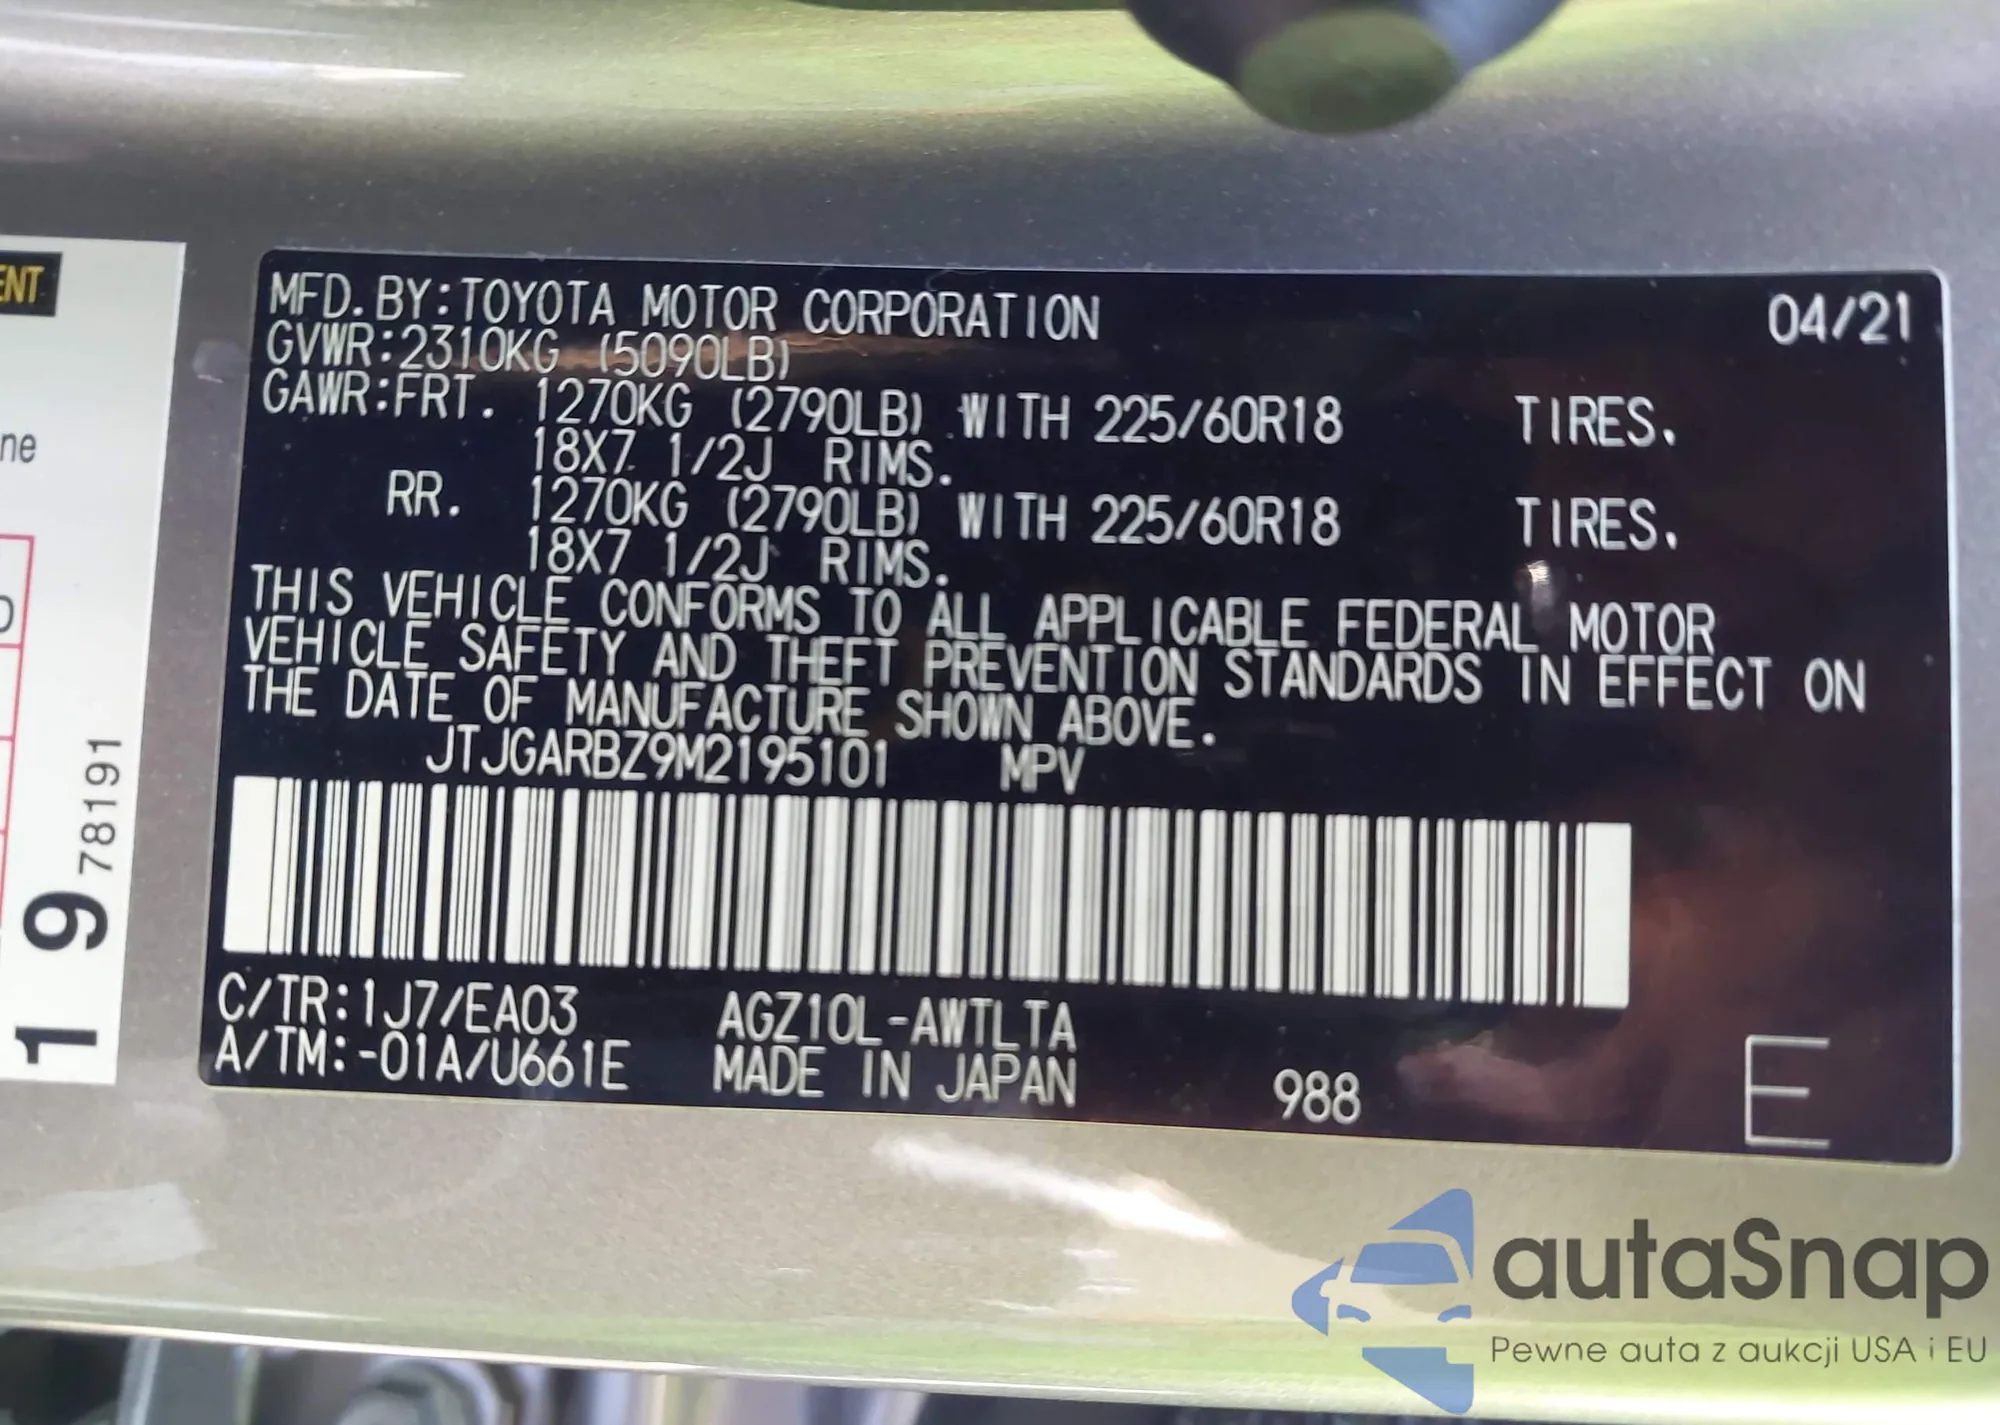 MFD. BY:TOYOTA MOTOR CORPORATION 04/21
GVWR:2310KG (5090LB)
GAWR:FRT. 1270KG (2790LB) WITH 225/60R18 TIRES.
18X7 1/2J RIMS.
RR. 1270KG (2790LB) WITH 225/60R18 TIRES.
18X7 1/2J RIMS.
THIS VEHICLE CONFORMS TO ALL APPLICABLE FEDERAL MOTOR
VEHICLE SAFETY AND THEFT PREVENTION STANDARDS IN EFFECT ON
THE DATE OF MANUFACTURE SHOWN ABOVE.
JTJGARBZ9M2195101 MPV
C/TR:1J7/EA03 AGZ10L-AWTLTA
A/TM:-01A/U661E MADE IN JAPAN 988 E
ENT
ne
19 78191
autaSnap
Pewne auta z aukcji USA i EU